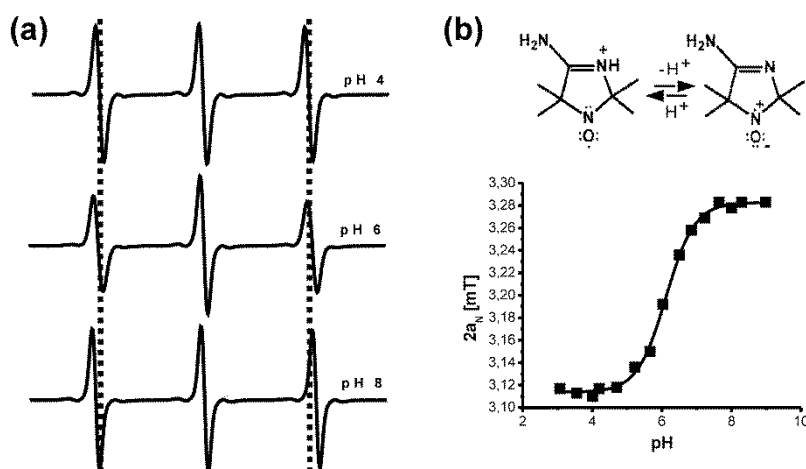 (a)
pH 4
pH 6
pH 8
(b)
H₂N
+
NH
N
·O·
-H⁺
H⁺
H₂N
N
N
+
:O:
-
3,30
3,28
3,26
3,24
3,22
3,20
3,18
3,16
3,14
3,12
3,10
2aN [mT]
2
4
6
8
10
pH